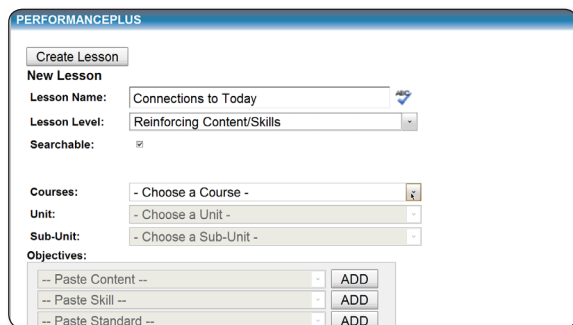 PERFORMANCEPLUS
Create Lesson
New Lesson
Lesson Name: Connections to Today ABC
Lesson Level: Reinforcing Content/Skills
Searchable:
Courses: - Choose a Course -
Unit: - Choose a Unit -
Sub-Unit: - Choose a Sub-Unit -
Objectives:
-- Paste Content -- ADD
-- Paste Skill -- ADD
-- Paste Standard -- ADD